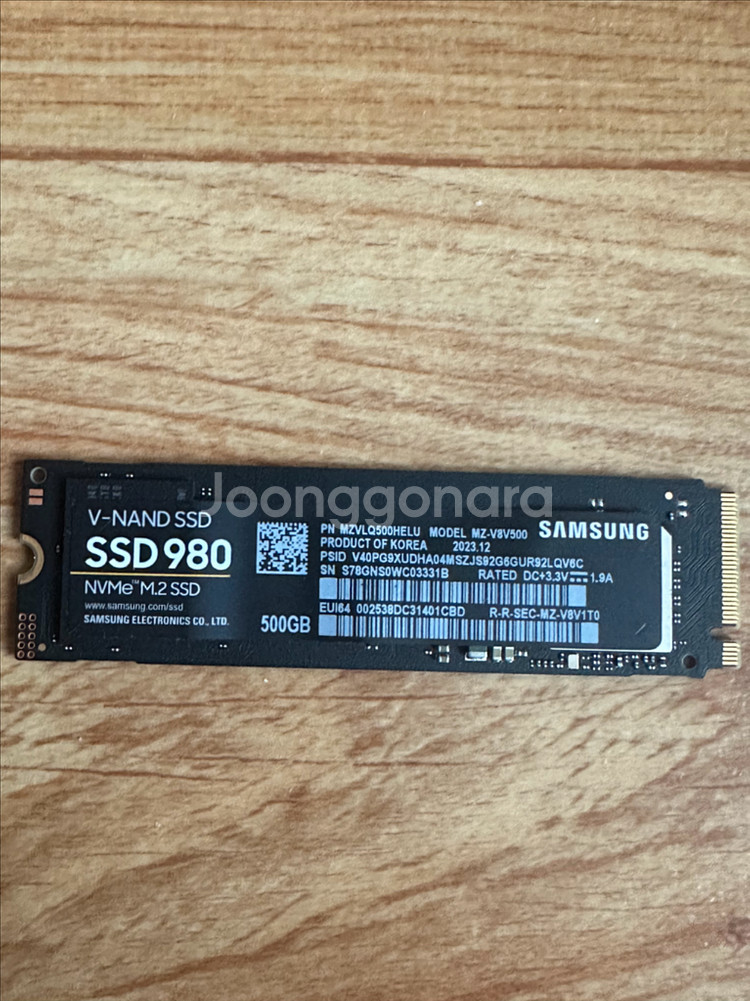 Joonggonara
V-NAND SSD
SSD 980
NVMe™ M.2 SSD
www.samsung.com/ssd
SAMSUNG ELECTRONICS CO., LTD.
500GB
PN MZVLQ500HELU MODEL MZ-V8V500
PRODUCT OF KOREA 2023.12
PSID V40PG9XUDHA04MSZJS92G6GUR92LQV6C
SN S78GNS0WC03331B RATED DC+3.3V⎓1.9A
EUI64 002538DC31401CBD R-R-SEC-MZ-V8V1T0
SAMSUNG